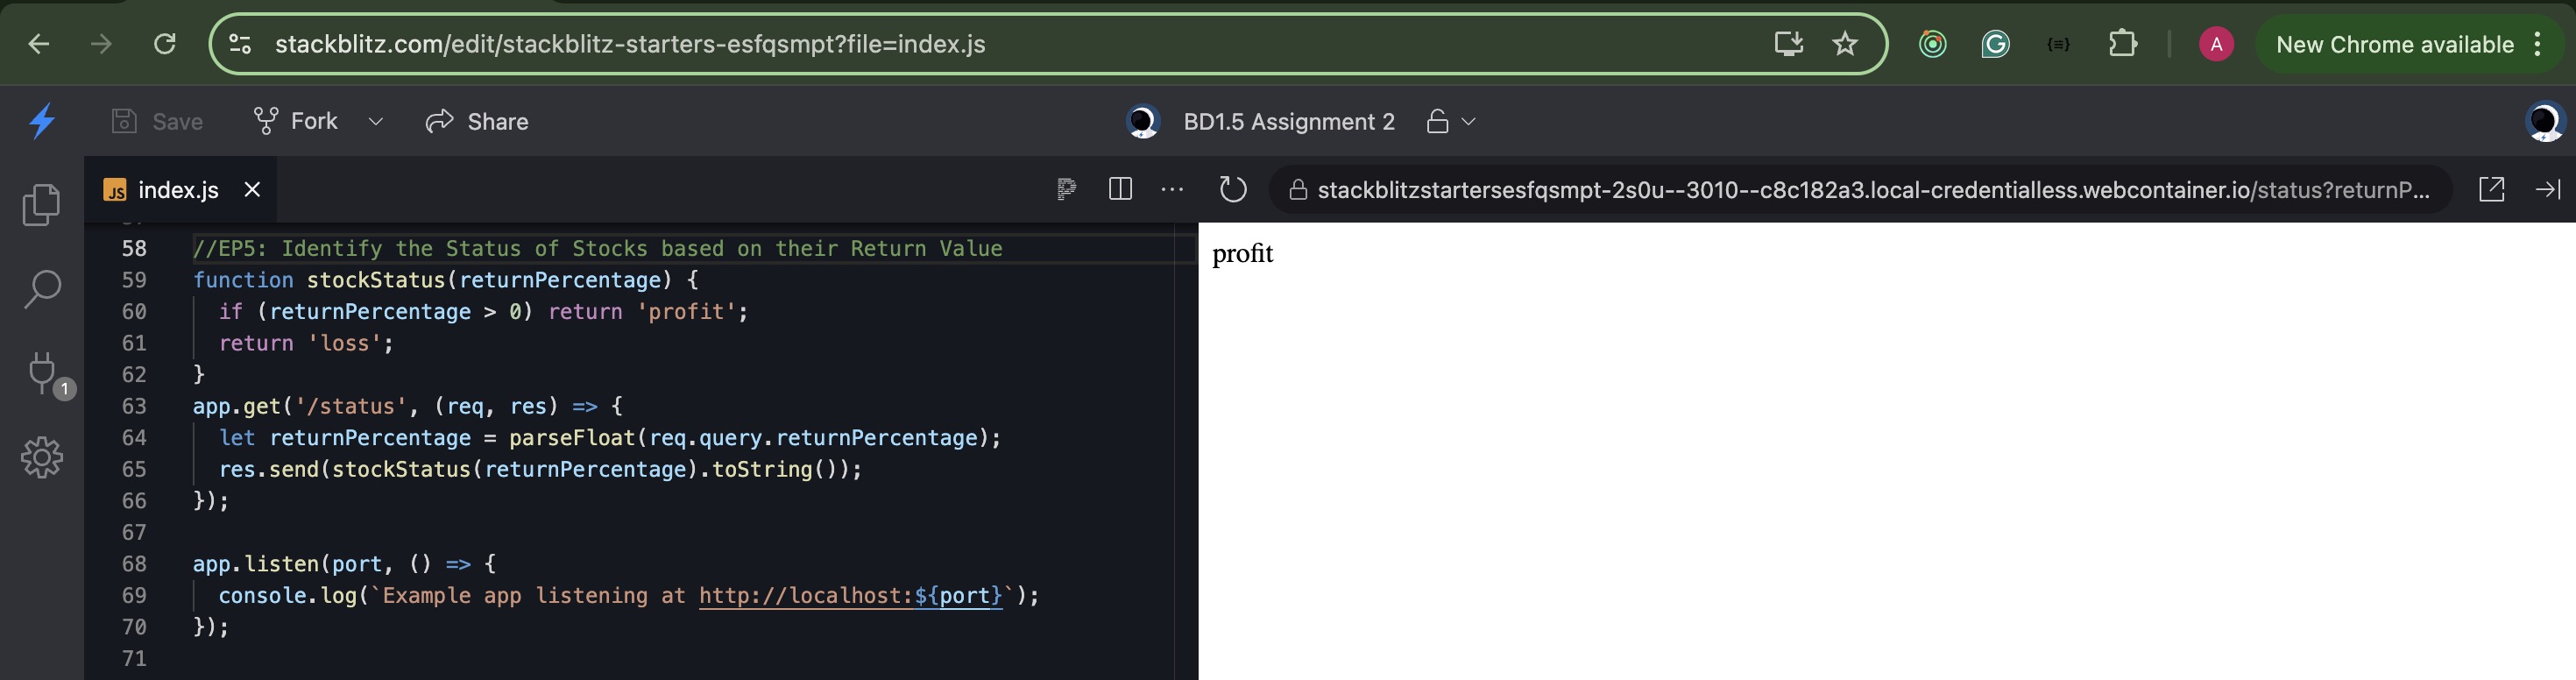 stackblitz.com/edit/stackblitz-starters-esfqsmpt?file=index.js
A
New Chrome available
Save
Fork
Share
BD1.5 Assignment 2
JS index.js
stackblitzstartersesfqsmpt-2s0u--3010--c8c182a3.local-credentialless.webcontainer.io/status?returnP...
58 //EP5: Identify the Status of Stocks based on their Return Value
59 function stockStatus(returnPercentage) {
60 if (returnPercentage > 0) return 'profit';
61 return 'loss';
62 }
63 app.get('/status', (req, res) => {
64 let returnPercentage = parseFloat(req.query.returnPercentage);
65 res.send(stockStatus(returnPercentage).toString());
66 });
67
68 app.listen(port, () => {
69 console.log(`Example app listening at http://localhost:${port}`);
70 });
71
1
profit